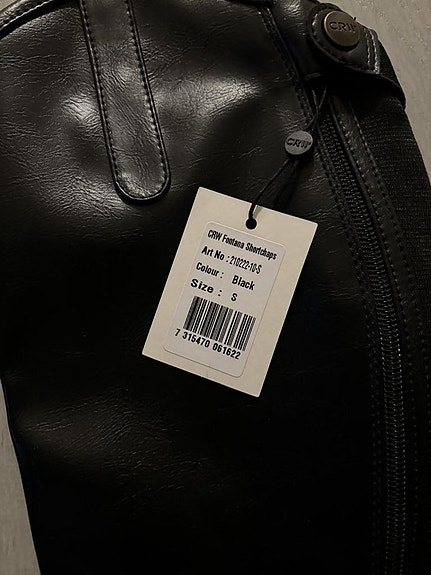 CRW
CRW
CRW Fontana Shortchaps
Art No : 210222-10-S
Colour : Black
Size : S
7 315470 061622